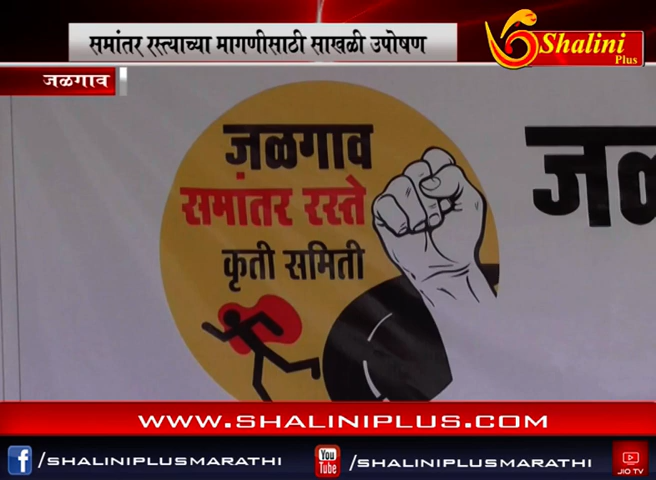 समांतर रस्त्याच्या मागणीसाठी साखळी उपोषण
Shalini
Plus
जळगाव
जळगाव
समांतर रस्ते
कृती समिती
WWW.SHALINIPLUS.COM
/SHALINIPLUSMARATHI
You
Tube
/SHALINIPLUSMARATHI
JIO TV